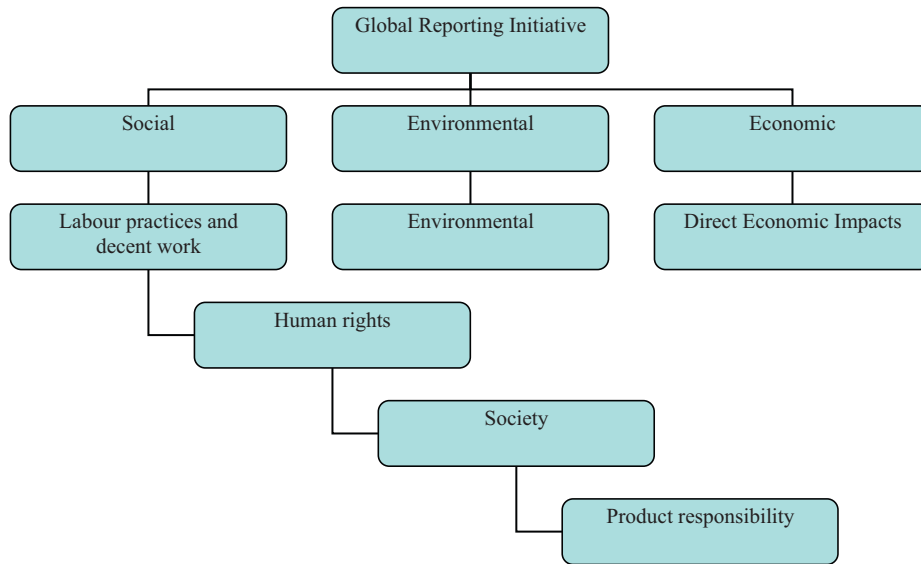 Global Reporting Initiative
Social
Environmental
Economic
Labour practices and
decent work
Environmental
Direct Economic Impacts
Human rights
Society
Product responsibility